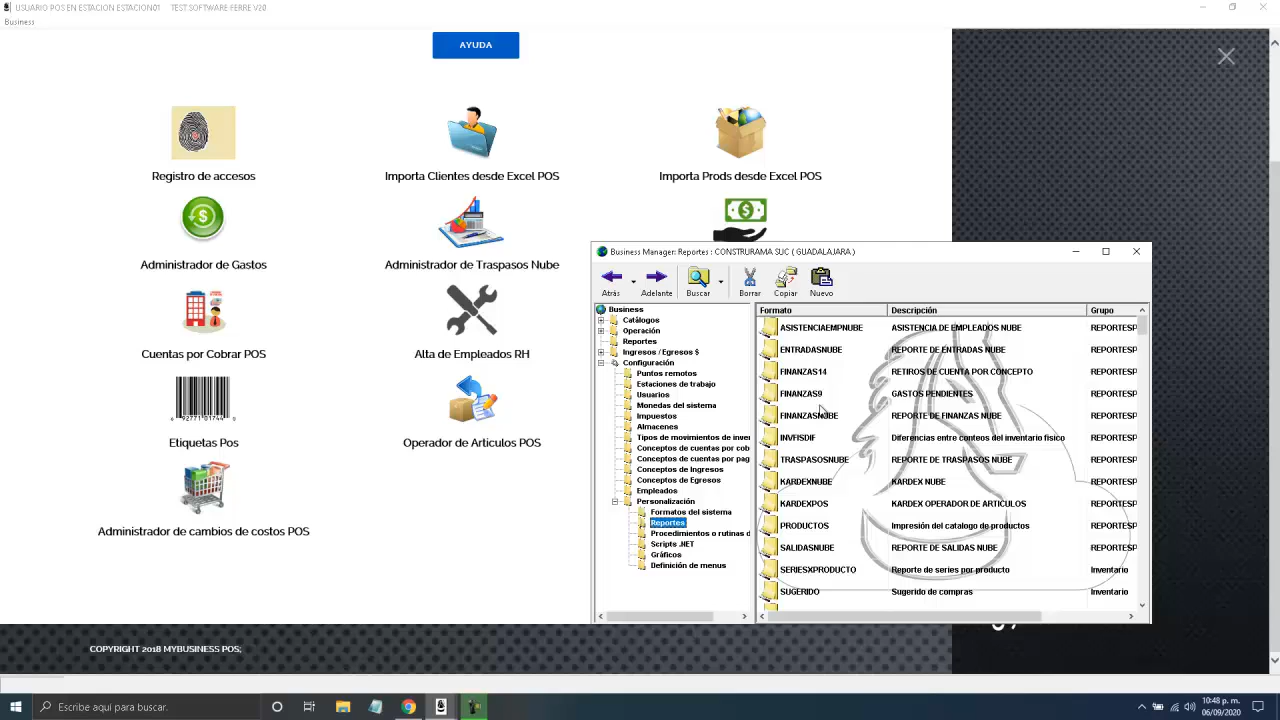 USUARIO POS EN ESTACION ESTACION01 TEST SOFTWARE FERRE V20
Business
AYUDA
Registro de accesos
Importa Clientes desde Excel POS
Importa Prods desde Excel POS
Administrador de Gastos
Administrador de Traspasos Nube
Cuentas por Cobrar POS
Alta de Empleados RH
Etiquetas Pos
Operador de Articulos POS
Administrador de cambios de costos POS
Business Manager: Reportes : CONSTRURAMA SUC ( GUADALAJARA )
Atrás
Adelante
Buscar
Borrar
Copiar
Nuevo
Business
Catálogos
Operación
Reportes
Ingresos / Egresos $
Configuración
Puntos remotos
Estaciones de trabajo
Usuarios
Monedas del sistema
Impuestos
Almacenes
Tipos de movimientos de inver
Conceptos de cuentas por cob
Conceptos de cuentas por pag
Conceptos de Ingresos
Conceptos de Egresos
Empleados
Personalización
Formatos del sistema
Reportes
Procedimientos o rutinas d
Scripts .NET
Gráficos
Definición de menus
Formato Descripción Grupo
ASISTENCIAEMPNUBE ASISTENCIA DE EMPLEADOS NUBE REPORTESP
ENTRADASNUBE REPORTE DE ENTRADAS NUBE REPORTESP
FINANZAS14 RETIROS DE CUENTA POR CONCEPTO REPORTESP
FINANZAS9 GASTOS PENDIENTES REPORTESP
FINANZASNUBE REPORTE DE FINANZAS NUBE REPORTESP
INVFISDIF Diferencias entre conteos del inventario fisico REPORTESP
TRASPASOSNUBE REPORTE DE TRASPASOS NUBE REPORTESP
KARDEXNUBE KARDEX NUBE REPORTESP
KARDEXPOS KARDEX OPERADOR DE ARTICULOS REPORTESP
PRODUCTOS Impresión del catalogo de productos REPORTESP
SALIDASNUBE REPORTE DE SALIDAS NUBE REPORTESP
SERIESXPRODUCTO Reporte de series por producto Inventario
SUGERIDO Sugerido de compras Inventario
COPYRIGHT 2018 MYBUSINESS POS;
Escribe aquí para buscar.
10:48 p. m.
06/09/2020